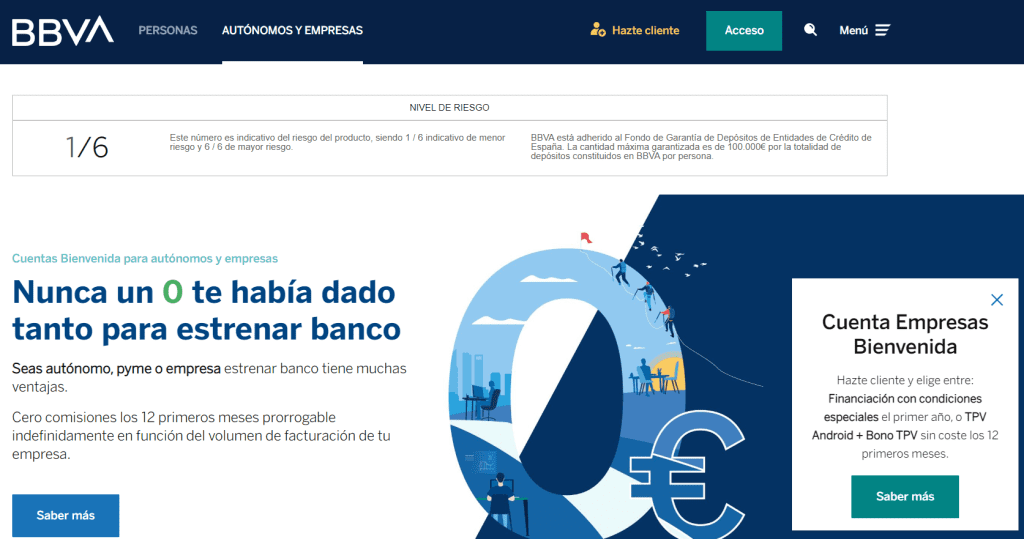 BBVA
PERSONAS
AUTÓNOMOS Y EMPRESAS
Hazte cliente
Acceso
Menú
NIVEL DE RIESGO
1/6
Este número es indicativo del riesgo del producto, siendo 1 / 6 indicativo de menor
riesgo y 6 / 6 de mayor riesgo.
BBVA está adherido al Fondo de Garantía de Depósitos de Entidades de Crédito de
España. La cantidad máxima garantizada es de 100.000€ por la totalidad de
depósitos constituidos en BBVA por persona.
Cuentas Bienvenida para autónomos y empresas
Nunca un 0 te había dado
tanto para estrenar banco
Seas autónomo, pyme o empresa estrenar banco tiene muchas
ventajas.
Cero comisiones los 12 primeros meses prorrogable
indefinidamente en función del volumen de facturación de tu
empresa.
Saber más
0
€
Cuenta Empresas
Bienvenida
Hazte cliente y elige entre:
Financiación con condiciones
especiales el primer año, o TPV
Android + Bono TPV sin coste los 12
primeros meses.
Saber más